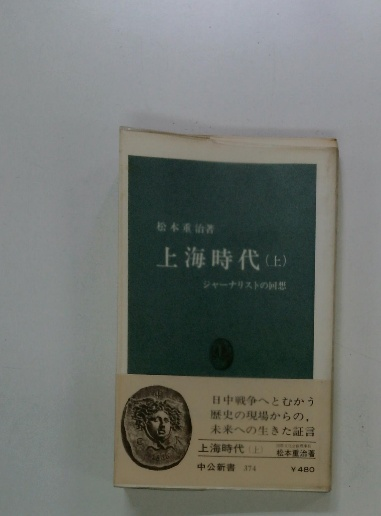 松本重治著
上海時代(上)
ジャーナリストの回想
日中戦争へとむかう
歴史の現場からの、
未来への生きた証言
上海時代(上)
松本重治著
中公新書 374
¥480